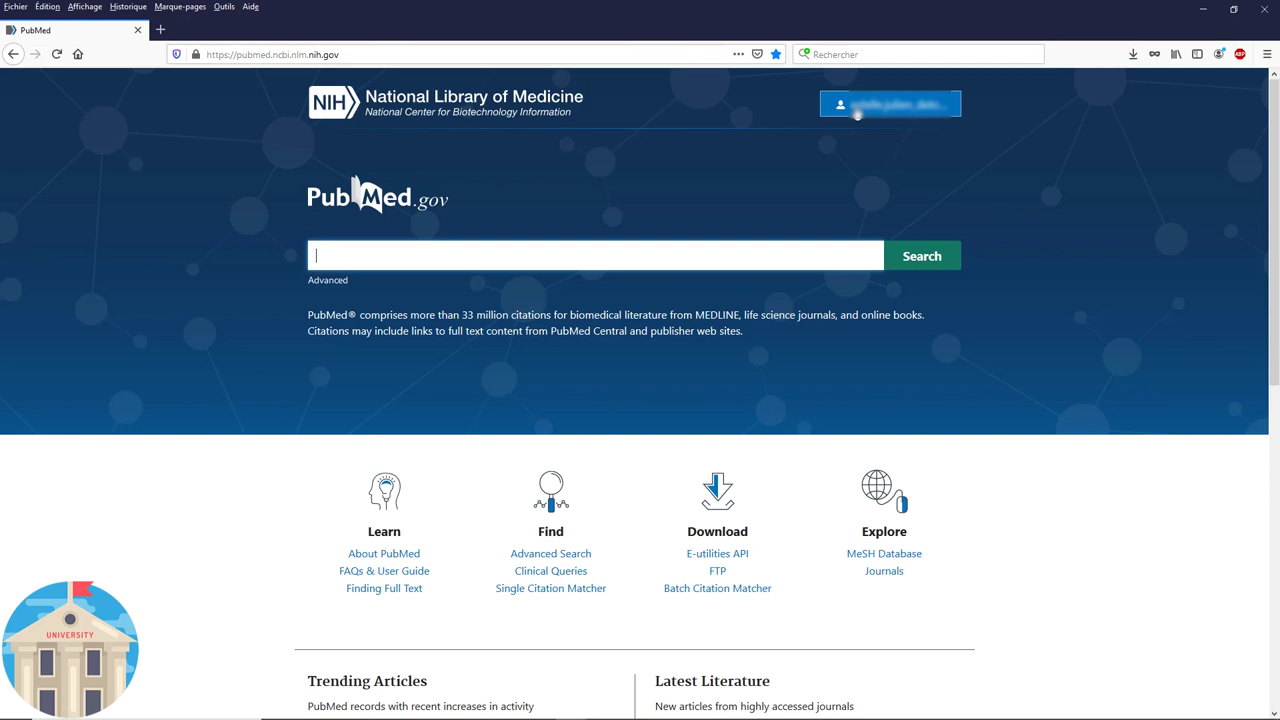 Fichier Édition Affichage Historique Marque-pages Outils Aide
PubMed
https://pubmed.ncbi.nlm.nih.gov
Rechercher
ABP
NIH National Library of Medicine
National Center for Biotechnology Information
PubMed.gov
Search
Advanced
PubMed® comprises more than 33 million citations for biomedical literature from MEDLINE, life science journals, and online books.
Citations may include links to full text content from PubMed Central and publisher web sites.
Learn Find Download Explore
About PubMed Advanced Search E-utilities API MeSH Database
FAQs & User Guide Clinical Queries FTP Journals
Finding Full Text Single Citation Matcher Batch Citation Matcher
UNIVERSITY
Trending Articles Latest Literature
PubMed records with recent increases in activity New articles from highly accessed journals